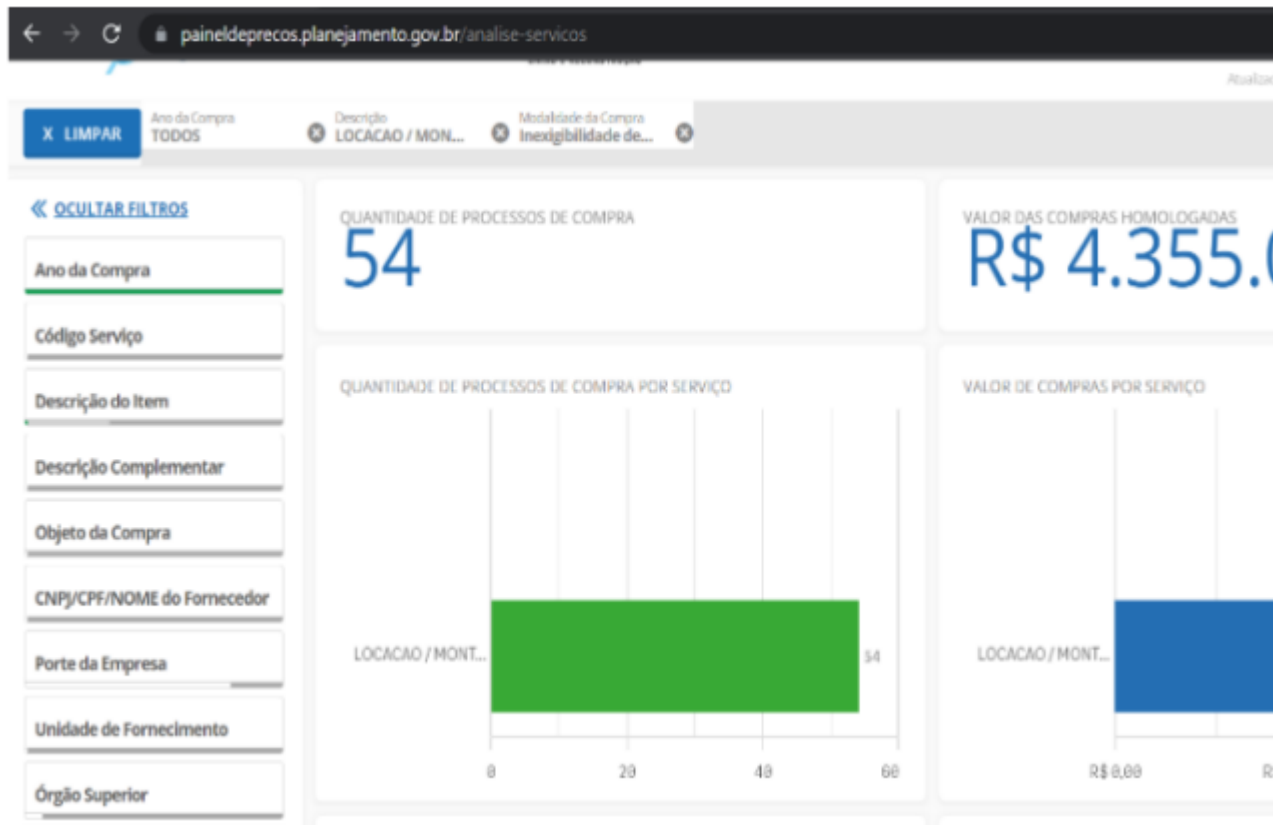 paineldeprecos.planejamento.gov.br/analise-servicos
X LIMPAR
Ano da Compra
TODOS
Descrição
LOCACAO / MON...
Modalidade da Compra
Inexigibilidade de...
OCULTAR FILTROS
Ano da Compra
Código Serviço
Descrição do Item
Descrição Complementar
Objeto da Compra
CNPJ/CPF/NOME do Fornecedor
Porte da Empresa
Unidade de Fornecimento
Órgão Superior
QUANTIDADE DE PROCESSOS DE COMPRA
54
VALOR DAS COMPRAS HOMOLOGADAS
R$ 4.355.
QUANTIDADE DE PROCESSOS DE COMPRA POR SERVIÇO
LOCACAO / MONT...
54
0 20 40 60
VALOR DE COMPRAS POR SERVIÇO
LOCACAO / MONT...
R$0,00